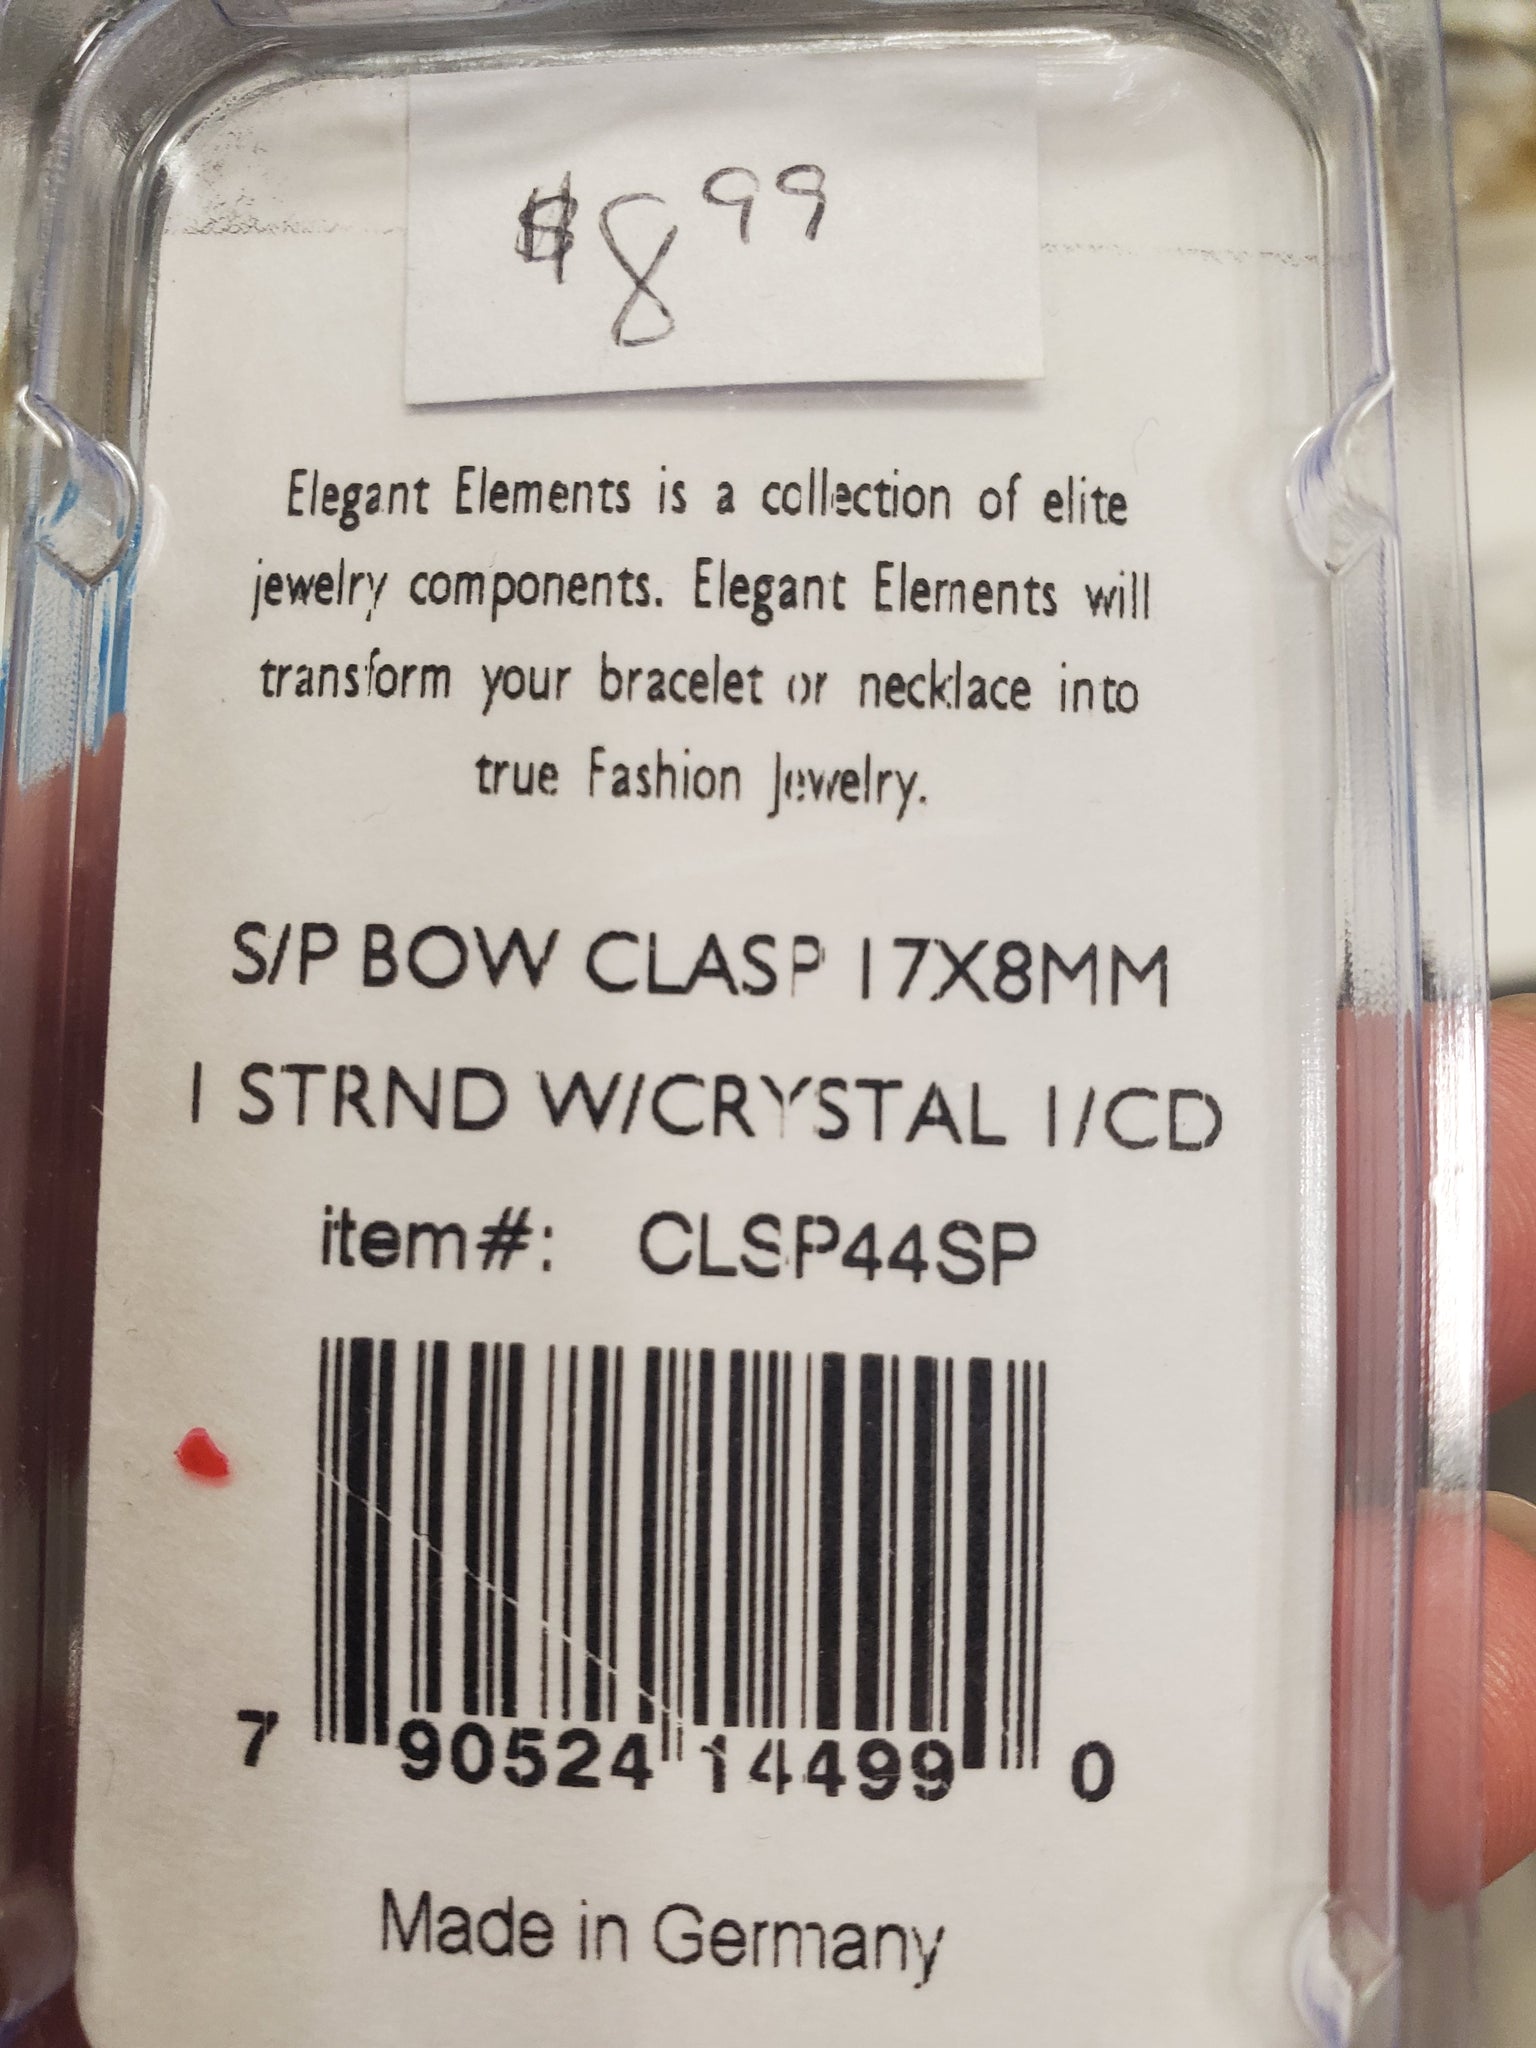 $8.99
Elegant Elements is a collection of elite
jewelry components. Elegant Elements will
transform your bracelet or necklace into
true Fashion Jewelry.
S/P BOW CLASP 17X8MM
1 STRND W/CRYSTAL 1/CD
item#: CLSP44SP
7 90524 14499 0
Made in Germany